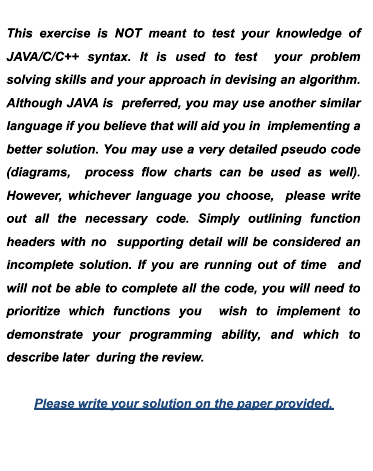 This exercise is NOT meant to test your knowledge of
JAVA/C/C++ syntax. It is used to test your problem
solving skills and your approach in devising an algorithm.
Although JAVA is preferred, you may use another similar
language if you believe that will aid you in implementing a
better solution. You may use a very detailed pseudo code
(diagrams, process flow charts can be used as well).
However, whichever language you choose, please write
out all the necessary code. Simply outlining function
headers with no supporting detail will be considered an
incomplete solution. If you are running out of time and
will not be able to complete all the code, you will need to
prioritize which functions you wish to implement to
demonstrate your programming ability, and which to
describe later during the review.
Please write your solution on the paper provided.